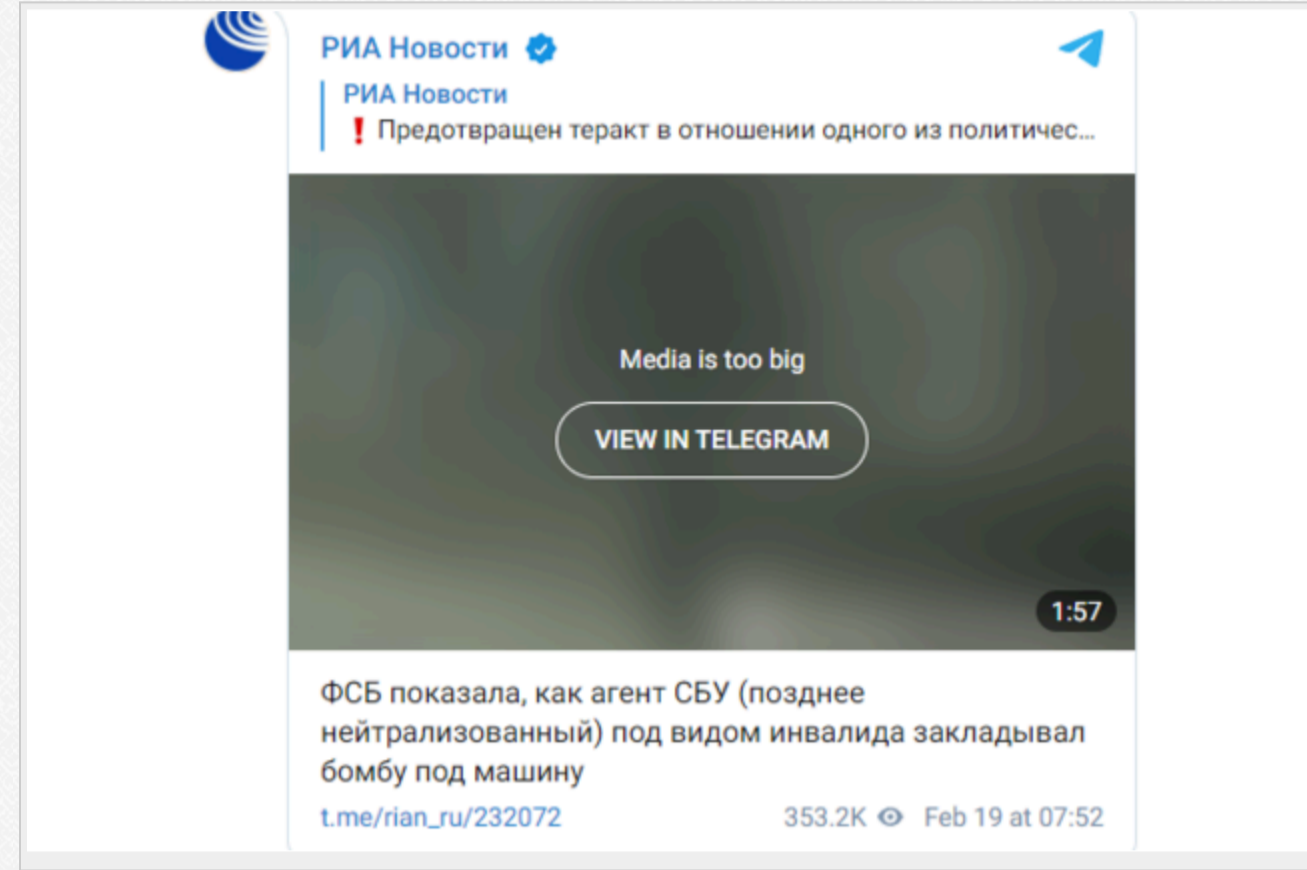 РИА Новости
РИА Новости
❗ Предотвращен теракт в отношении одного из политичес...
Media is too big
VIEW IN TELEGRAM
1:57
ФСБ показала, как агент СБУ (позднее
нейтрализованный) под видом инвалида закладывал
бомбу под машину
t.me/rian_ru/232072 353.2K Feb 19 at 07:52